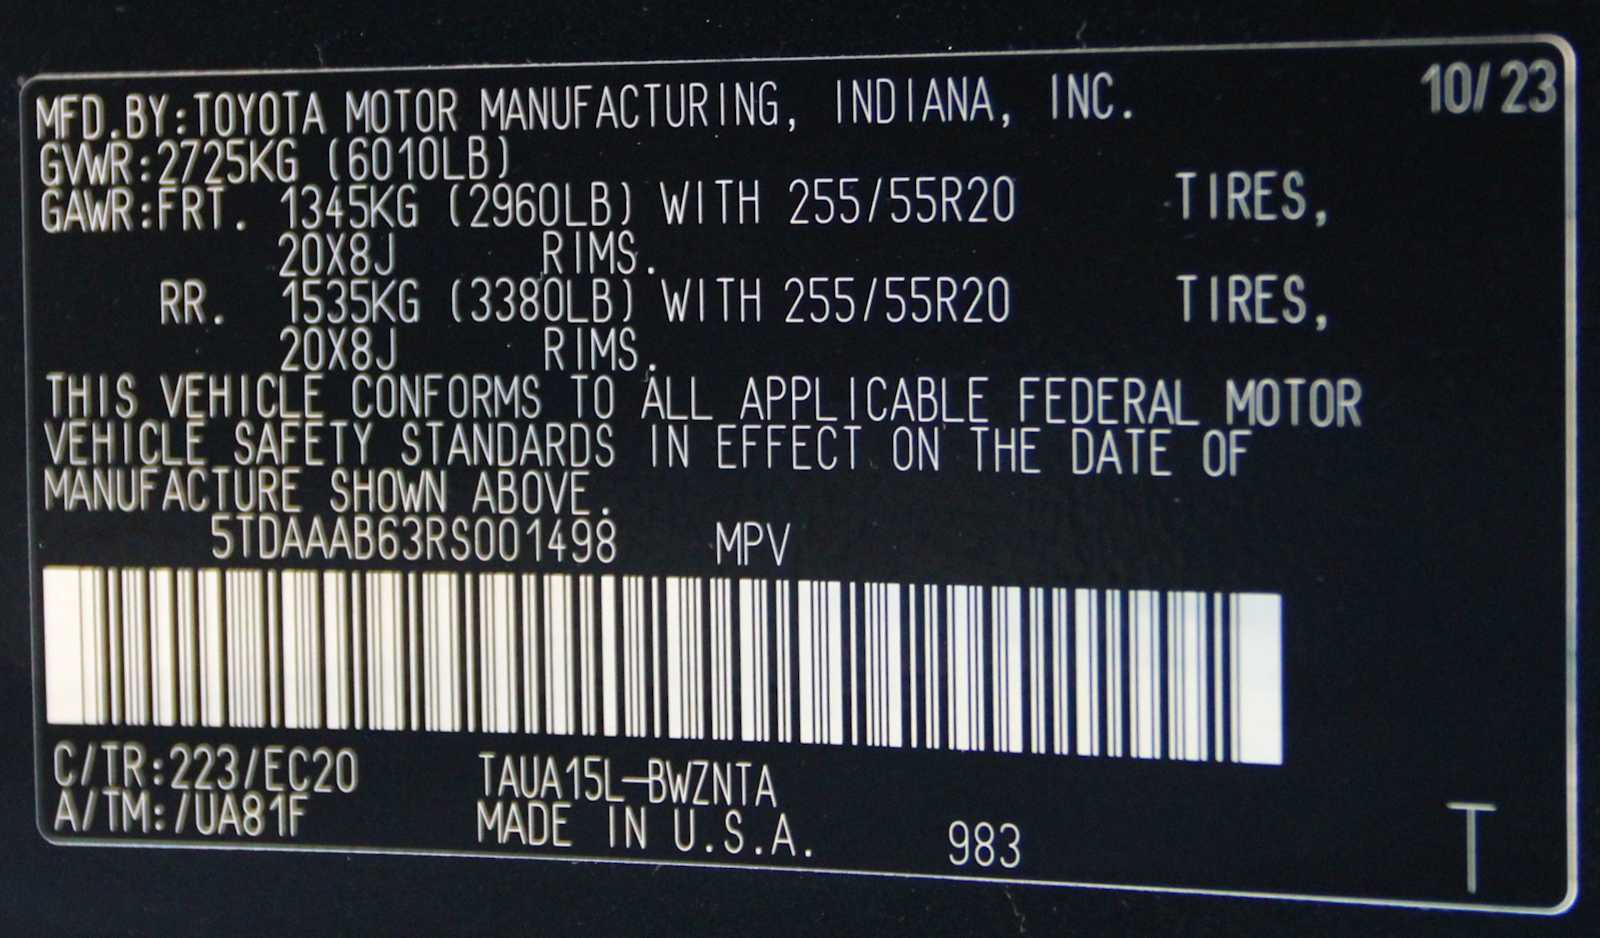 MFD.BY:TOYOTA MOTOR MANUFACTURING, INDIANA, INC. 10/23
GVWR:2725KG (6010LB)
GAWR:FRT. 1345KG (2960LB) WITH 255/55R20 TIRES,
20X8J RIMS.
RR. 1535KG (3380LB) WITH 255/55R20 TIRES,
20X8J RIMS.
THIS VEHICLE CONFORMS TO ALL APPLICABLE FEDERAL MOTOR
VEHICLE SAFETY STANDARDS IN EFFECT ON THE DATE OF
MANUFACTURE SHOWN ABOVE.
5TDAAAB63RS001498 MPV
C/TR:223/EC20 TAUA15L-BWZNTA
A/TM:/UA81F MADE IN U.S.A. 983 T